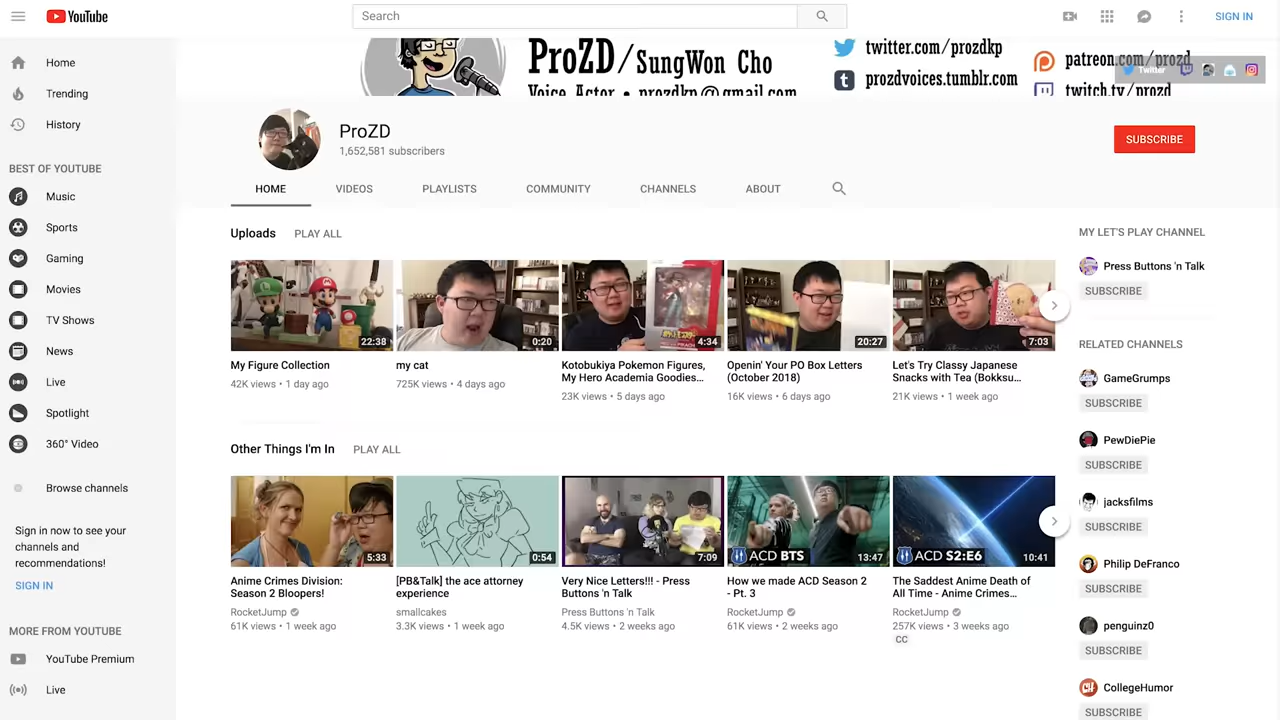 YouTube
Search
SIGN IN
Home
Trending
History
BEST OF YOUTUBE
Music
Sports
Gaming
Movies
TV Shows
News
Live
Spotlight
360° Video
Browse channels
Sign in now to see your
channels and
recommendations!
SIGN IN
MORE FROM YOUTUBE
YouTube Premium
Live
ProZD/SungWon Cho
Voice Actor • prozdkp@gmail.com
twitter.com/prozdkp
prozdvoices.tumblr.com
patreon.com/prozd
twitch.tv/prozd
Twitter
ProZD
1,652,581 subscribers
SUBSCRIBE
HOME VIDEOS PLAYLISTS COMMUNITY CHANNELS ABOUT
Uploads PLAY ALL
22:38
My Figure Collection
42K views • 1 day ago
0:20
my cat
725K views • 4 days ago
4:34
Kotobukiya Pokemon Figures,
My Hero Academia Goodies...
23K views • 5 days ago
20:27
Openin' Your PO Box Letters
(October 2018)
16K views • 6 days ago
7:03
Let's Try Classy Japanese
Snacks with Tea (Bokksu...
21K views • 1 week ago
Other Things I'm In PLAY ALL
5:33
Anime Crimes Division:
Season 2 Bloopers!
RocketJump
61K views • 1 week ago
0:54
[PB&Talk] the ace attorney
experience
smallcakes
3.3K views • 1 week ago
7:09
Very Nice Letters!!! - Press
Buttons 'n Talk
Press Buttons 'n Talk
4.5K views • 2 weeks ago
ACD BTS
13:47
How we made ACD Season 2
- Pt. 3
RocketJump
61K views • 2 weeks ago
ACD S2:E6
10:41
The Saddest Anime Death of
All Time - Anime Crimes...
RocketJump
257K views • 3 weeks ago
CC
MY LET'S PLAY CHANNEL
Press Buttons 'n Talk
SUBSCRIBE
RELATED CHANNELS
GameGrumps
SUBSCRIBE
PewDiePie
SUBSCRIBE
jacksfilms
SUBSCRIBE
Philip DeFranco
SUBSCRIBE
penguinz0
SUBSCRIBE
CollegeHumor
SUBSCRIBE